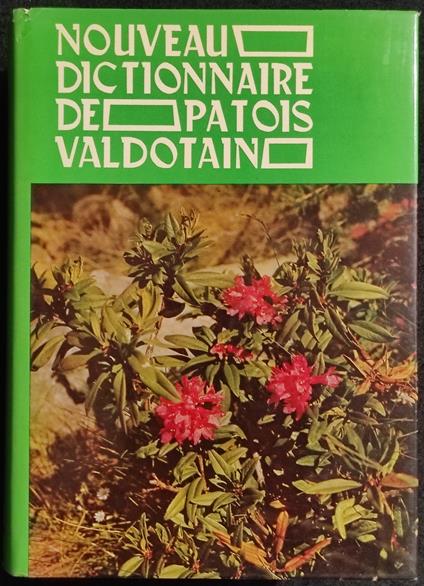 NOUVEAU
DICTIONNAIRE
DE PATOIS
VALDOTAIN